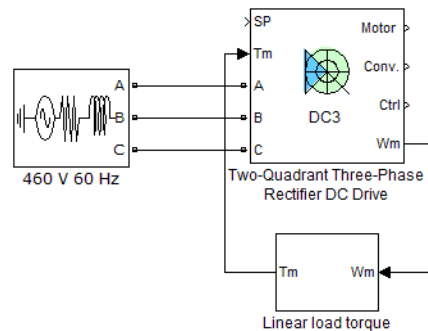 SP
Motor
Tm
A
A
Conv.
B
B
DC3
Ctrl
C
C
Wm
460 V 60 Hz
Two-Quadrant Three-Phase
Rectifier DC Drive
Tm
Wm
Linear load torque